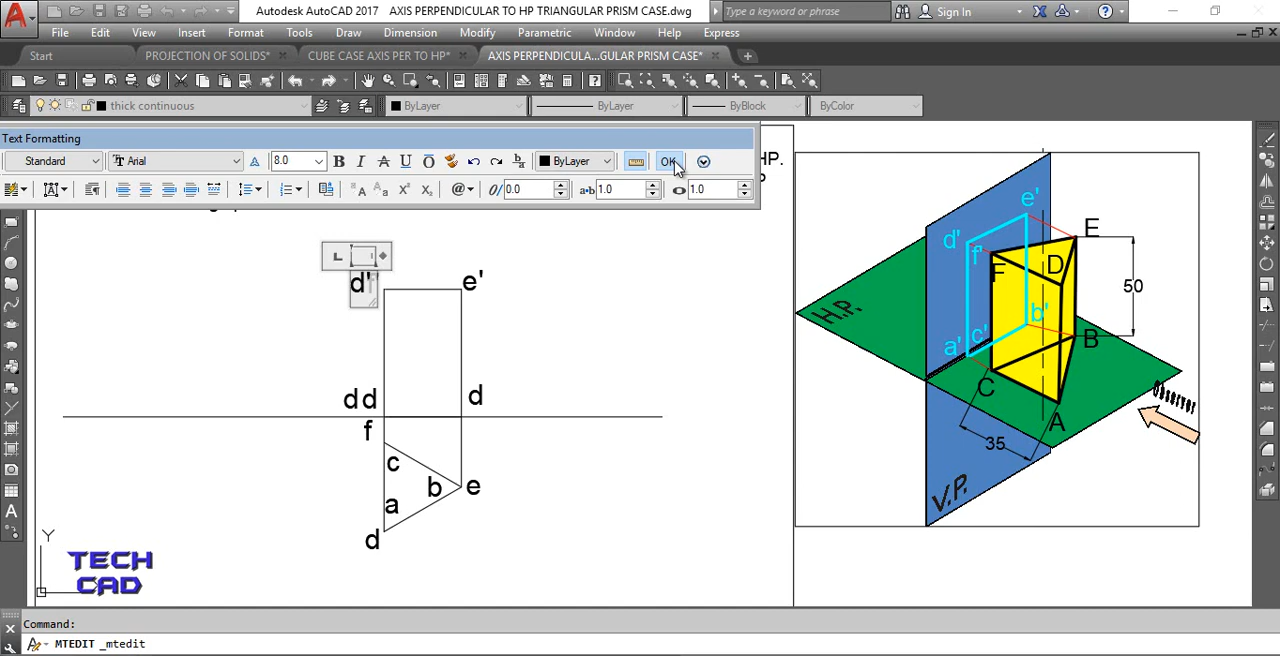 Autodesk AutoCAD 2017 AXIS PERPENDICULAR TO HP TRIANGULAR PRISM CASE.dwg
Type a keyword or phrase
Sign In
File Edit View Insert Format Tools Draw Dimension Modify Parametric Window Help Express
Start
PROJECTION OF SOLIDS*
CUBE CASE AXIS PER TO HP*
AXIS PERPENDICULA...GULAR PRISM CASE*
thick continuous
ByLayer
ByLayer
ByBlock
ByColor
Text Formatting
Standard
Arial
8.0
B I A U O
ByLayer
OK
@
0/ 0.0
a•b 1.0
1.0
HP.
P
d'
e'
d d
d
f
c
b
e
a
d
Y
TECH
CAD
H.P.
V.P.
e'
d'
f'
E
D
F
50
b'
c'
a'
B
C
A
35
Command:
MTEDIT _mtedit